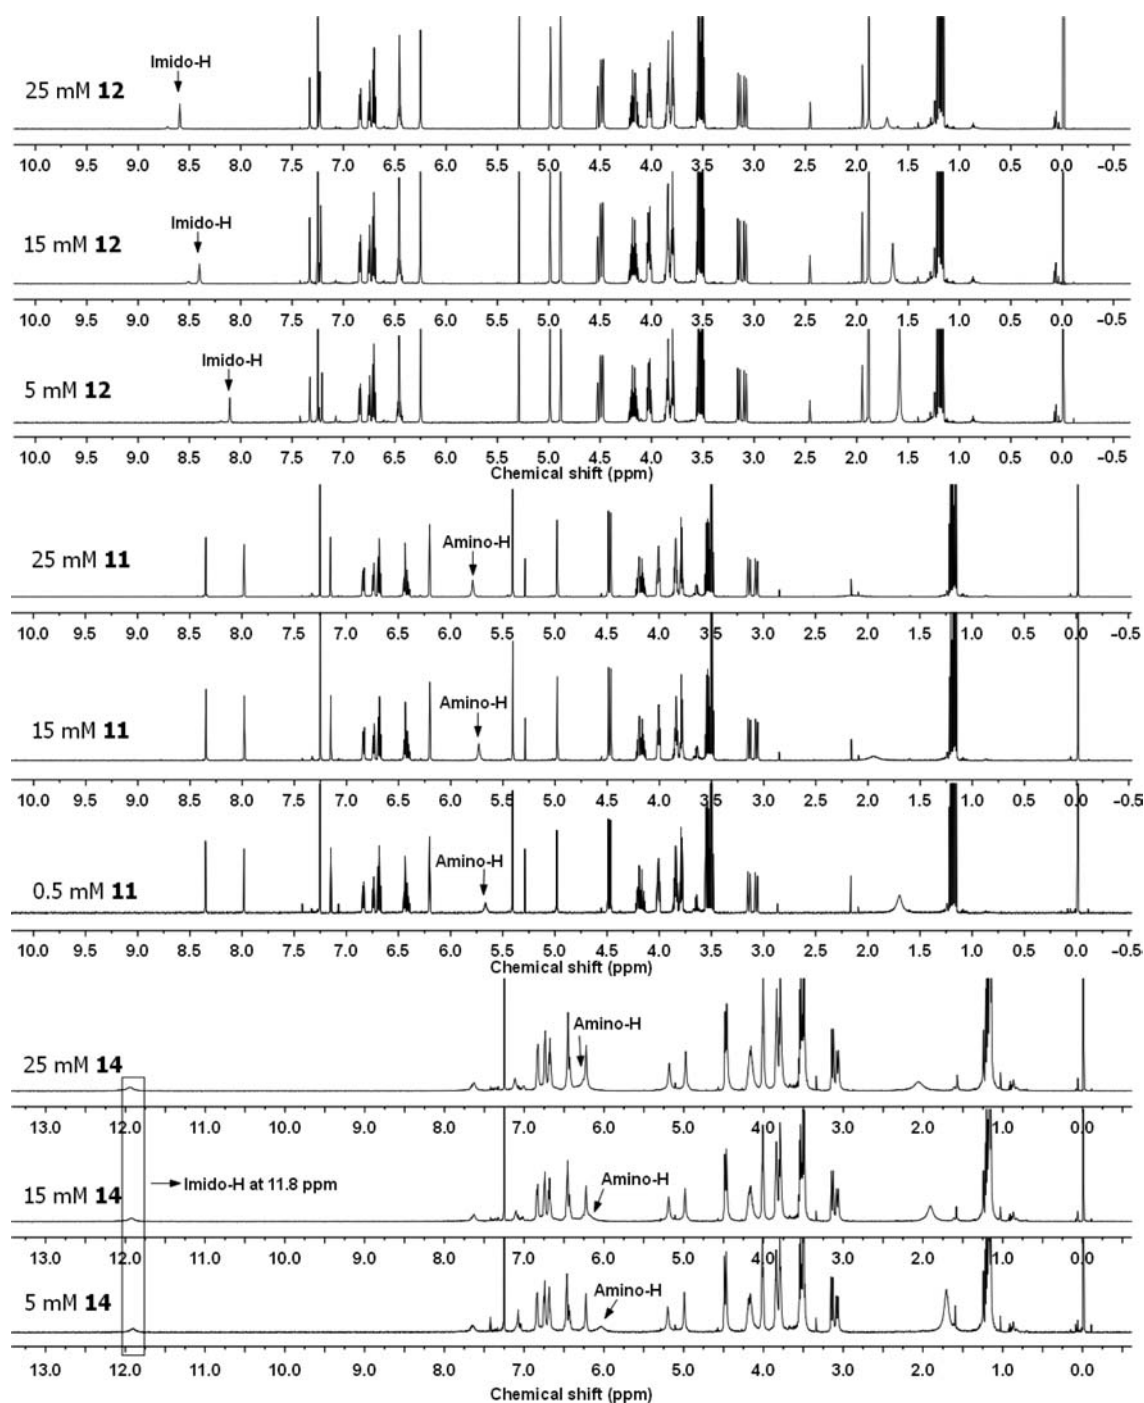 Imido-H
25 mM 12
10.0 9.5 9.0 8.5 8.0 7.5 7.0 6.5 6.0 5.5 5.0 4.5 4.0 3.5 3.0 2.5 2.0 1.5 1.0 0.5 0.0 –0.5
Imido-H
15 mM 12
10.0 9.5 9.0 8.5 8.0 7.5 7.0 6.5 6.0 5.5 5.0 4.5 4.0 3.5 3.0 2.5 2.0 1.5 1.0 0.5 0.0 –0.5
Imido-H
5 mM 12
10.0 9.5 9.0 8.5 8.0 7.5 7.0 6.5 6.0 5.5 5.0 4.5 4.0 3.5 3.0 2.5 2.0 1.5 1.0 0.5 0.0 –0.5
Chemical shift (ppm)
Amino-H
25 mM 11
10.0 9.5 9.0 8.5 8.0 7.5 7.0 6.5 6.0 5.5 5.0 4.5 4.0 3.5 3.0 2.5 2.0 1.5 1.0 0.5 0.0 –0.5
Amino-H
15 mM 11
10.0 9.5 9.0 8.5 8.0 7.5 7.0 6.5 6.0 5.5 5.0 4.5 4.0 3.5 3.0 2.5 2.0 1.5 1.0 0.5 0.0 –0.5
Amino-H
0.5 mM 11
10.0 9.5 9.0 8.5 8.0 7.5 7.0 6.5 6.0 5.5 5.0 4.5 4.0 3.5 3.0 2.5 2.0 1.5 1.0 0.5 0.0 –0.5
Chemical shift (ppm)
Amino-H
25 mM 14
13.0 12.0 11.0 10.0 9.0 8.0 7.0 6.0 5.0 4.0 3.0 2.0 1.0 0.0
Imido-H at 11.8 ppm
Amino-H
15 mM 14
13.0 12.0 11.0 10.0 9.0 8.0 7.0 6.0 5.0 4.0 3.0 2.0 1.0 0.0
Amino-H
5 mM 14
13.0 12.0 11.0 10.0 9.0 8.0 7.0 6.0 5.0 4.0 3.0 2.0 1.0 0.0
Chemical shift (ppm)